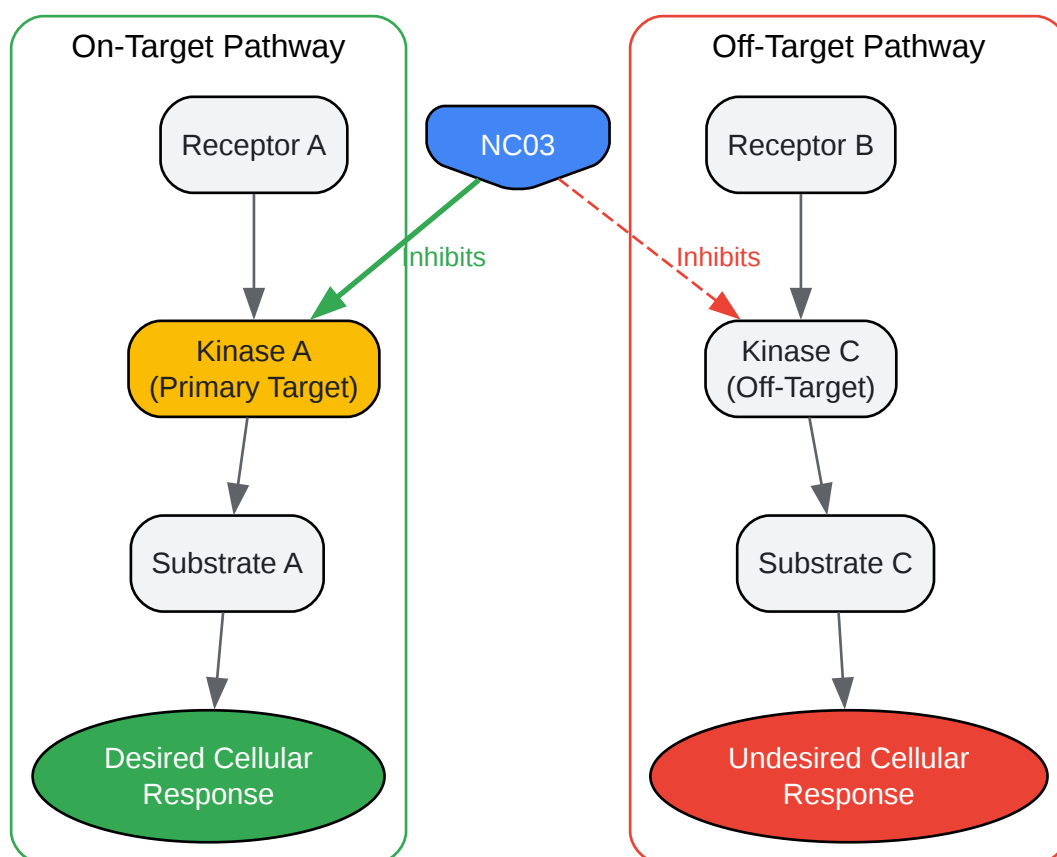 On-Target Pathway
Off-Target Pathway
Receptor A
NC03
Receptor B
Inhibits
Inhibits
Kinase A
(Primary Target)
Kinase C
(Off-Target)
Substrate A
Substrate C
Desired Cellular
Response
Undesired Cellular
Response